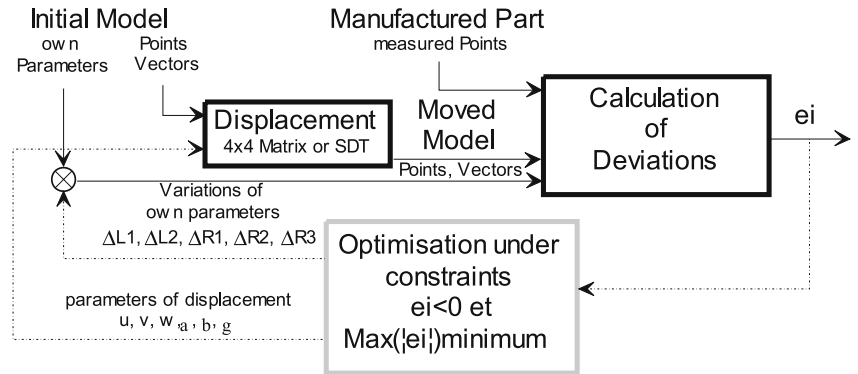 Initial Model
own
Parameters
Points
Vectors
Manufactured Part
measured Points
Displacement
4x4 Matrix or SDT
Moved
Model
Points, Vectors
Calculation
of
Deviations
ei
Variations of
own parameters
ΔL1, ΔL2, ΔR1, ΔR2, ΔR3
parameters of displacement
u, v, w ,a , b , g
Optimisation under
constraints
ei<0 et
Max(¦ei¦)minimum